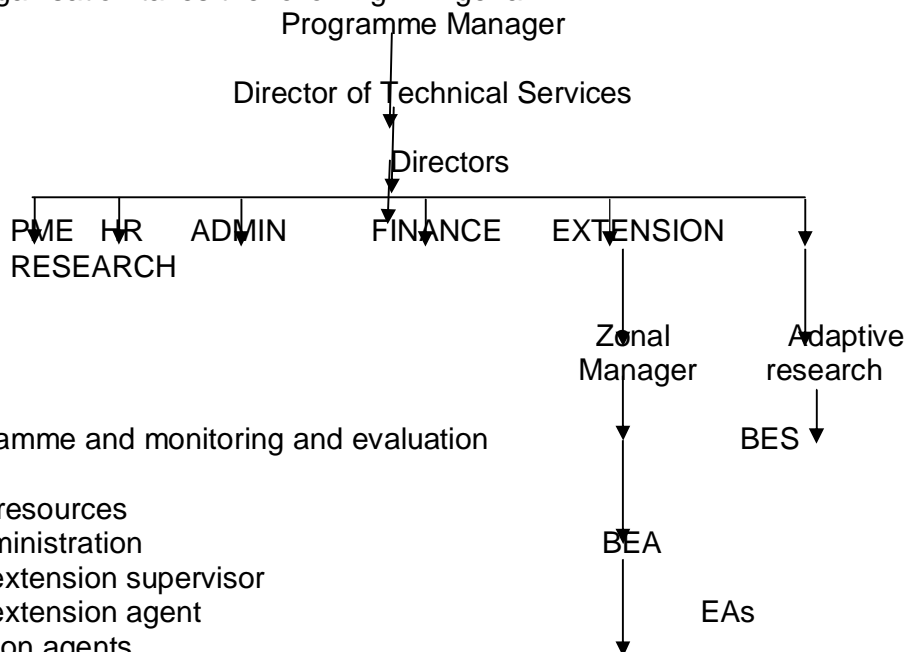 Programme Manager
Director of Technical Services
Directors
PME HR ADMIN FINANCE EXTENSION
RESEARCH
Zonal Adaptive
Manager research
amme and monitoring and evaluation BES
resources
ministration BEA
extension supervisor
extension agent EAs